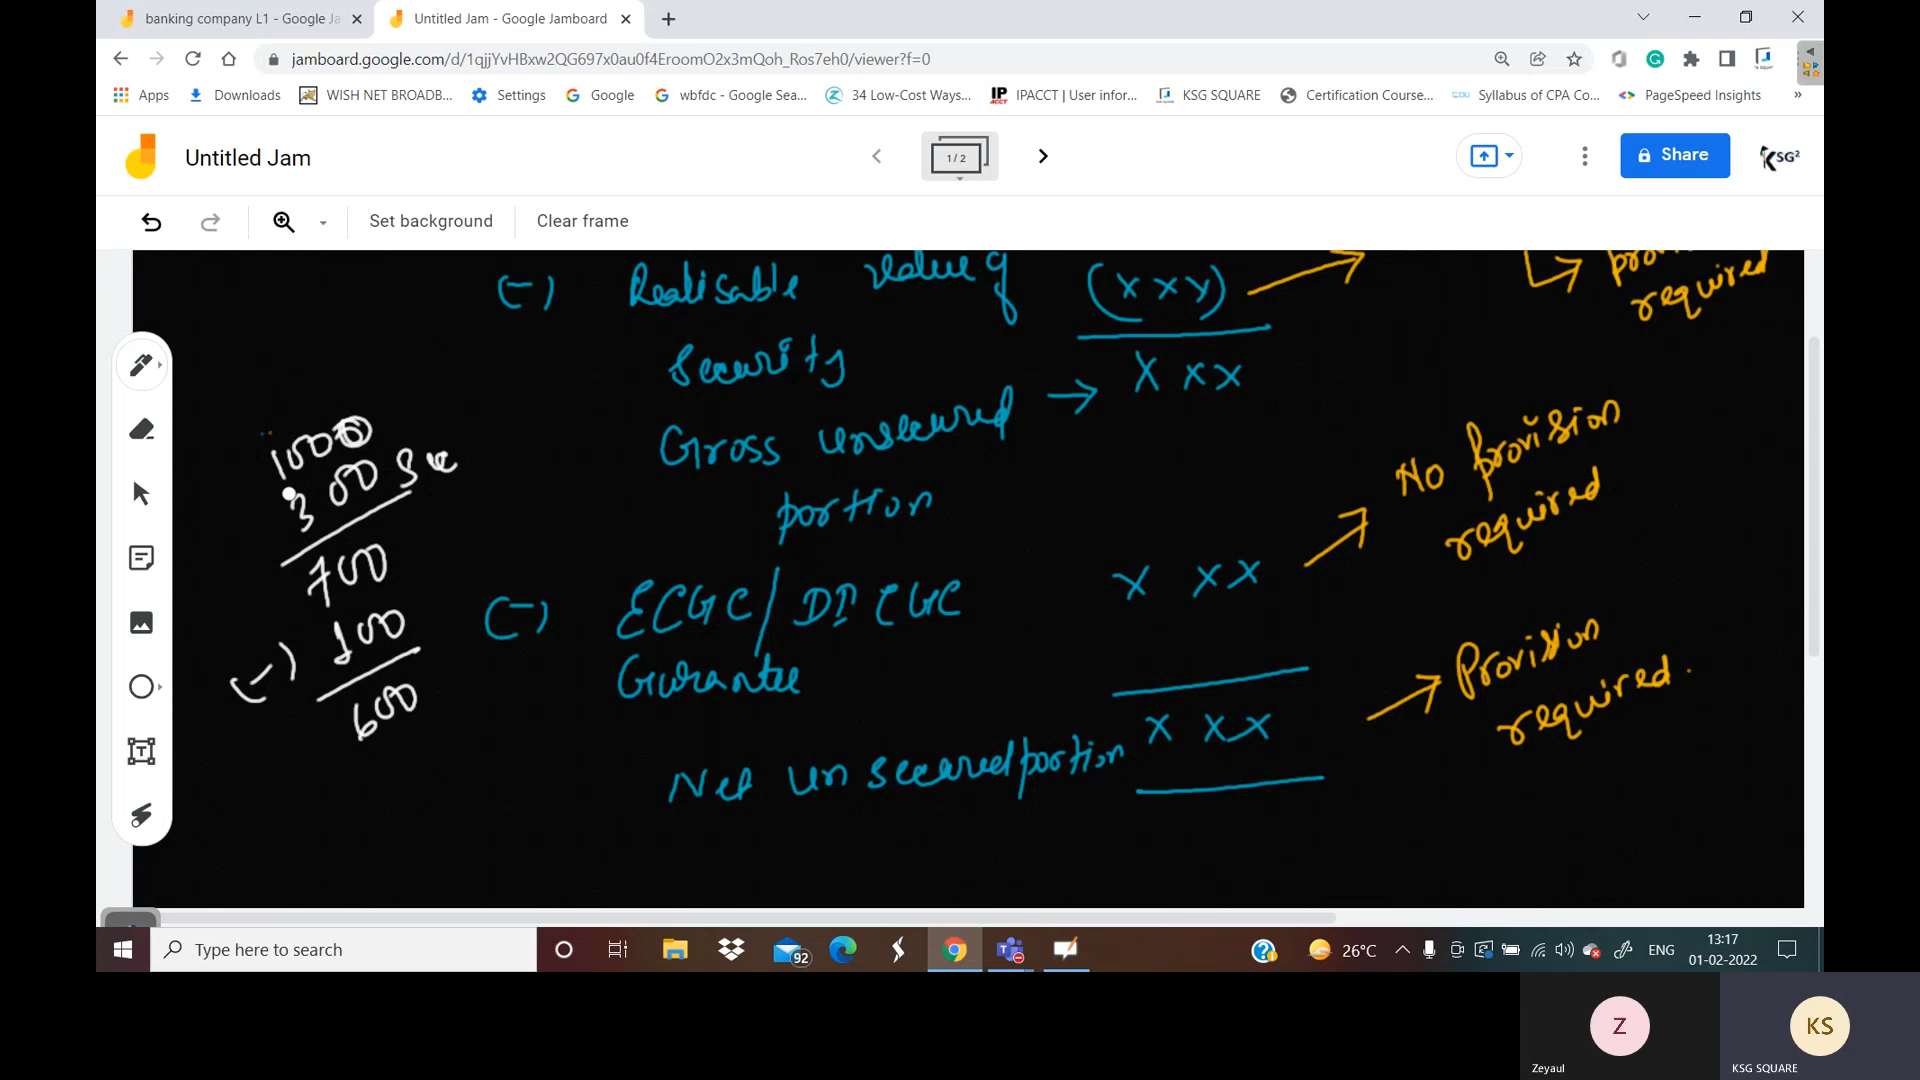 banking company L1 - Google Ja
Untitled Jam - Google Jamboard
jamboard.google.com/d/1qjjYvHBxw2QG697x0au0f4EroomO2x3mQoh_Ros7eh0/viewer?f=0
Apps Downloads WISH NET BROADB... Settings Google wbfdc - Google Sea... 34 Low-Cost Ways... IPACCT | User infor... KSG SQUARE Certification Course... Syllabus of CPA Co... PageSpeed Insights »
Untitled Jam
1 / 2
Share
KSG²
Set background Clear frame
(-) Realisable value of (x x x)
Security
required
x x x
Gross unsecured →
portion
1000
300 Sec
700
(-) 100
600
No provision
required
(-) ECGC/DICGC x xx
Gurantee
Provision
required.
Net unsecured portion x xx
Type here to search
92
26°C
ENG
13:17
01-02-2022
Z
KS
Zeyaul
KSG SQUARE